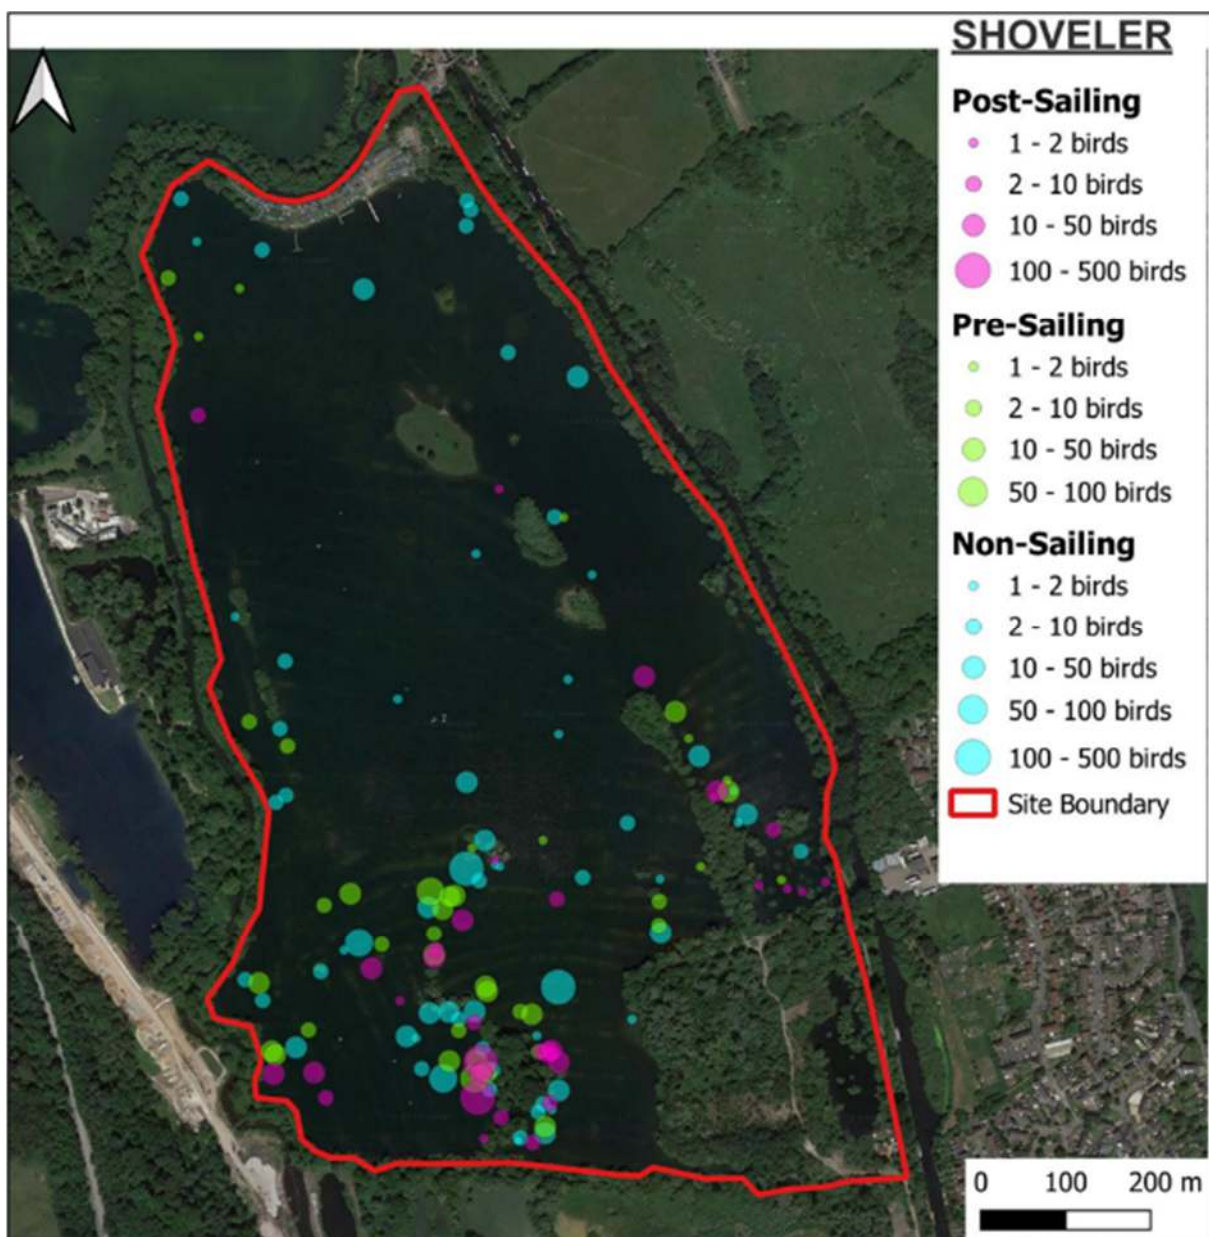 SHOVELER
Post-Sailing
1 - 2 birds
2 - 10 birds
10 - 50 birds
100 - 500 birds
Pre-Sailing
1 - 2 birds
2 - 10 birds
10 - 50 birds
50 - 100 birds
Non-Sailing
1 - 2 birds
2 - 10 birds
10 - 50 birds
50 - 100 birds
100 - 500 birds
Site Boundary
0 100 200 m